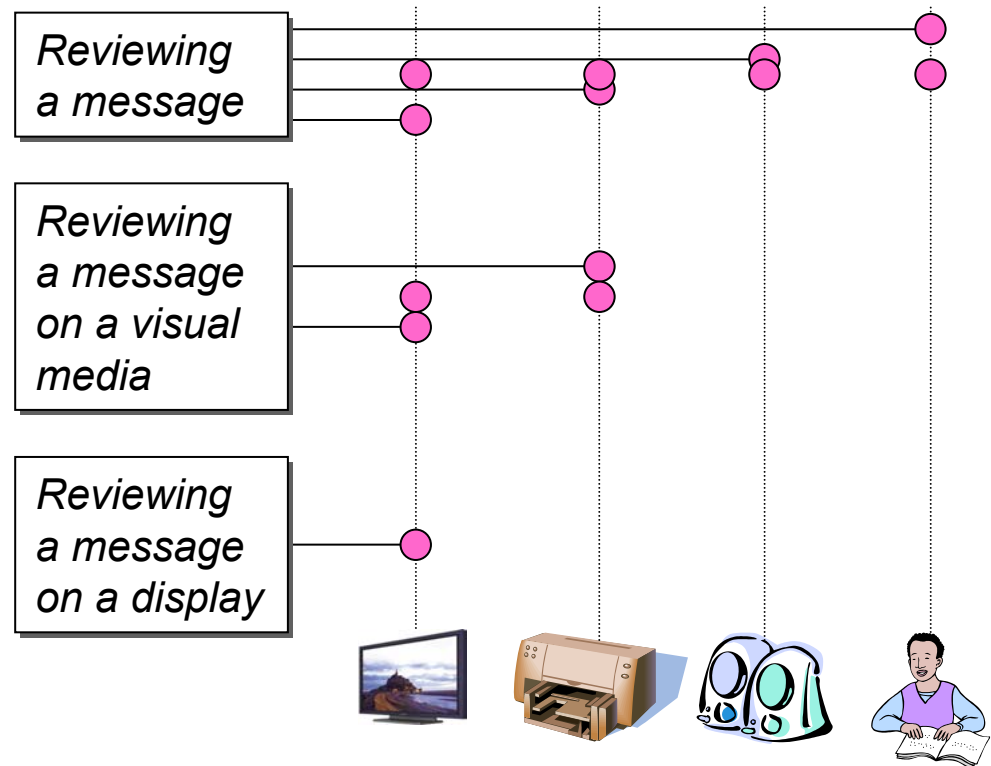 Reviewing
a message
Reviewing
a message
on a visual
media
Reviewing
a message
on a display